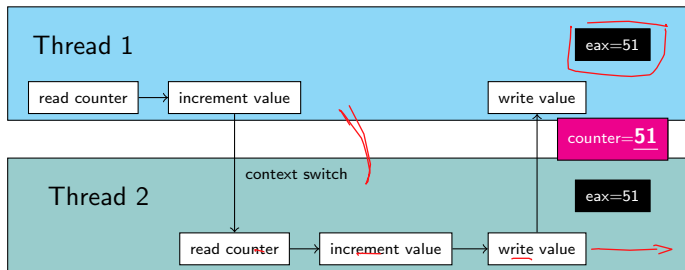 Thread 1
eax=51
read counter
increment value
write value
counter=51
context switch
Thread 2
eax=51
read counter
increment value
write value